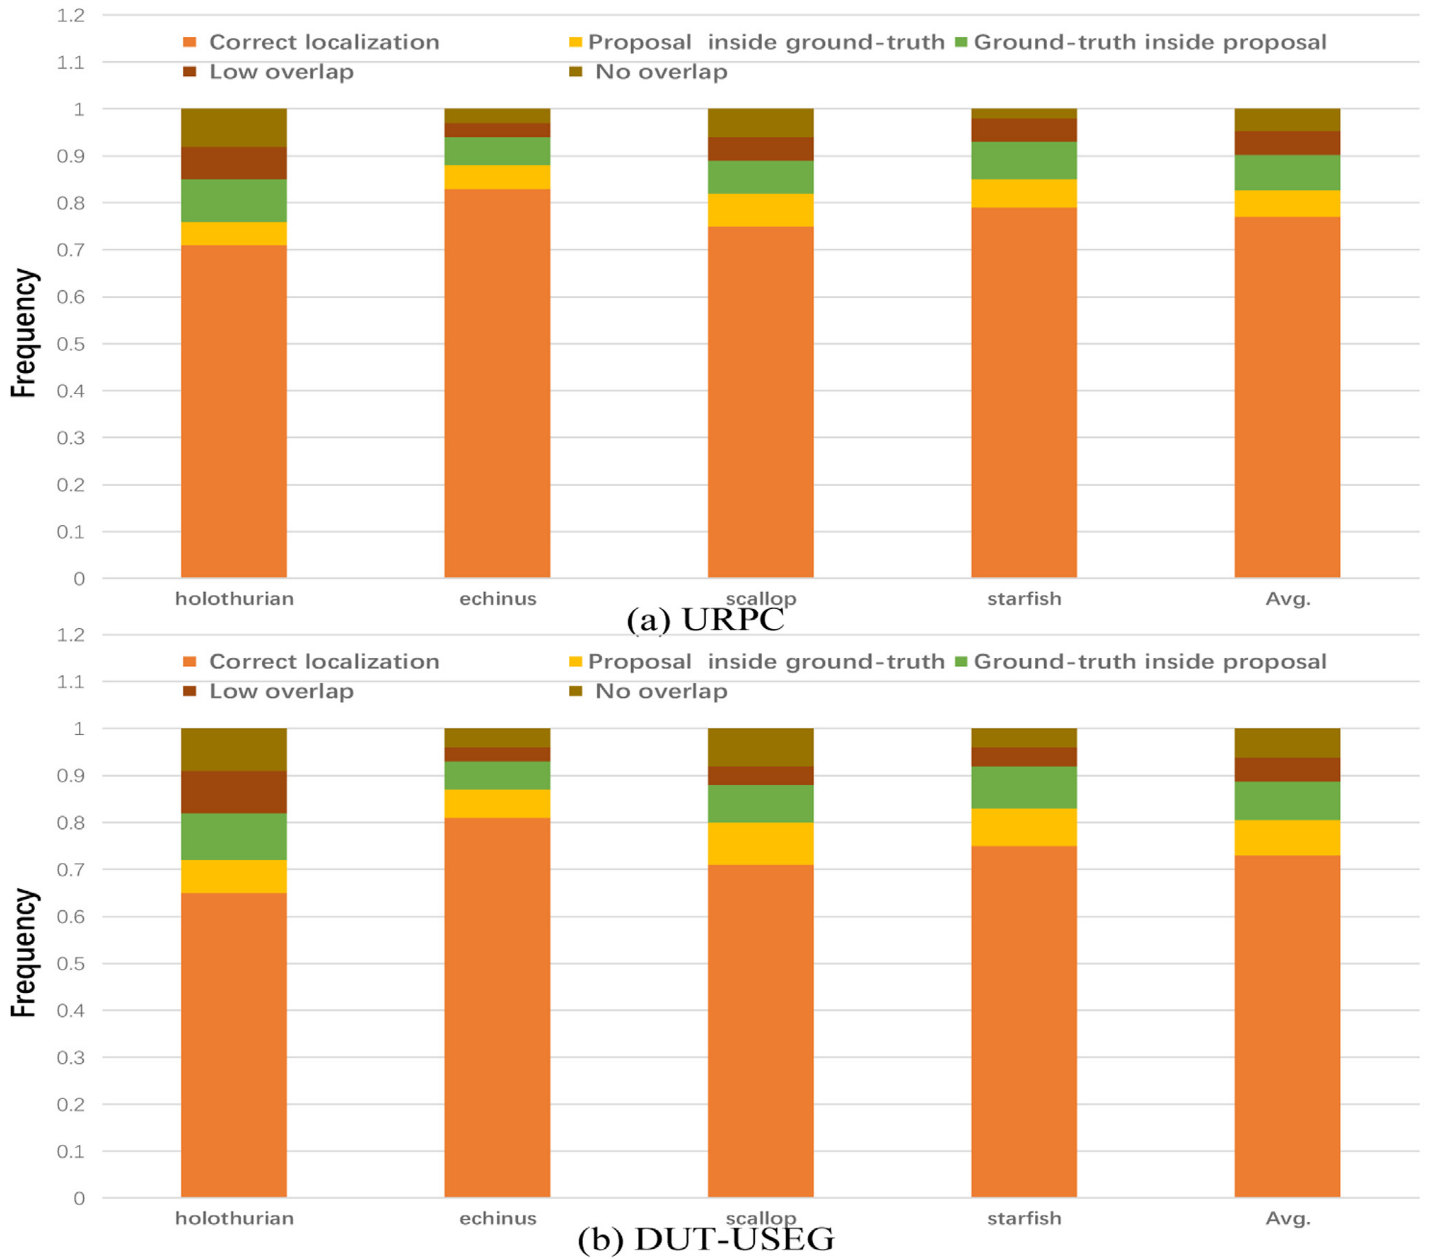 1.2
Correct localization Proposal inside ground-truth Ground-truth inside proposal
1.1
Low overlap No overlap
1
0.9
0.8
0.7
0.6
0.5
0.4
0.3
0.2
0.1
0
Frequency
holothurian echinus scallop starfish Avg.
(a) URPC
1.2
Correct localization Proposal inside ground-truth Ground-truth inside proposal
1.1
Low overlap No overlap
1
0.9
0.8
0.7
0.6
0.5
0.4
0.3
0.2
0.1
0
Frequency
holothurian echinus scallop starfish Avg.
(b) DUT-USEG